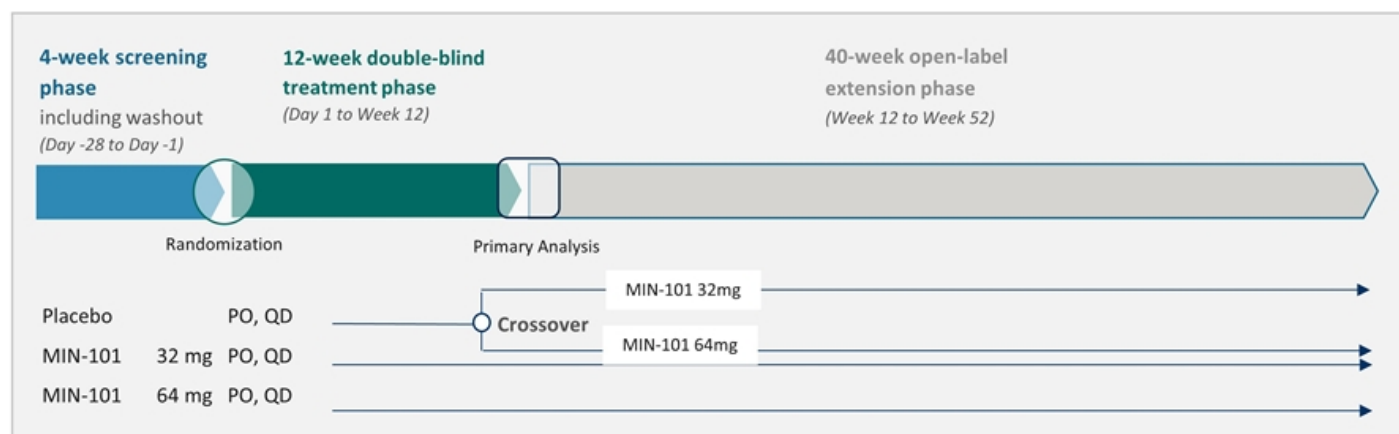 4-week screening
phase
including washout
(Day -28 to Day -1)
12-week double-blind
treatment phase
(Day 1 to Week 12)
40-week open-label
extension phase
(Week 12 to Week 52)
Randomization
Primary Analysis
MIN-101 32mg
Placebo PO, QD
Crossover
MIN-101 64mg
MIN-101 32 mg PO, QD
MIN-101 64 mg PO, QD